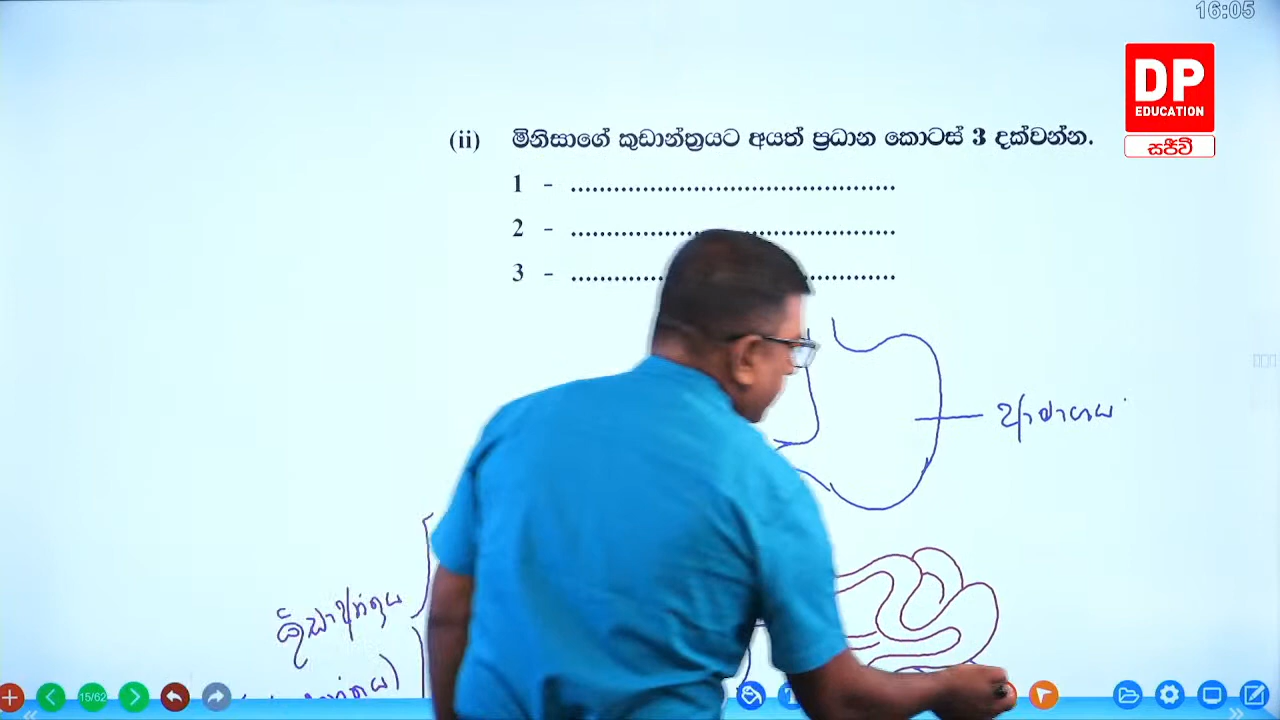 16:05
DP
EDUCATION
සජීවී
(ii) මිනිසාගේ කුඩාන්ත්‍රයට අයත් ප්‍රධාන කොටස් 3 දක්වන්න.
1 - ....................................................
2 - ....................................................
3 - ....................................................
ආමාශය
15/62